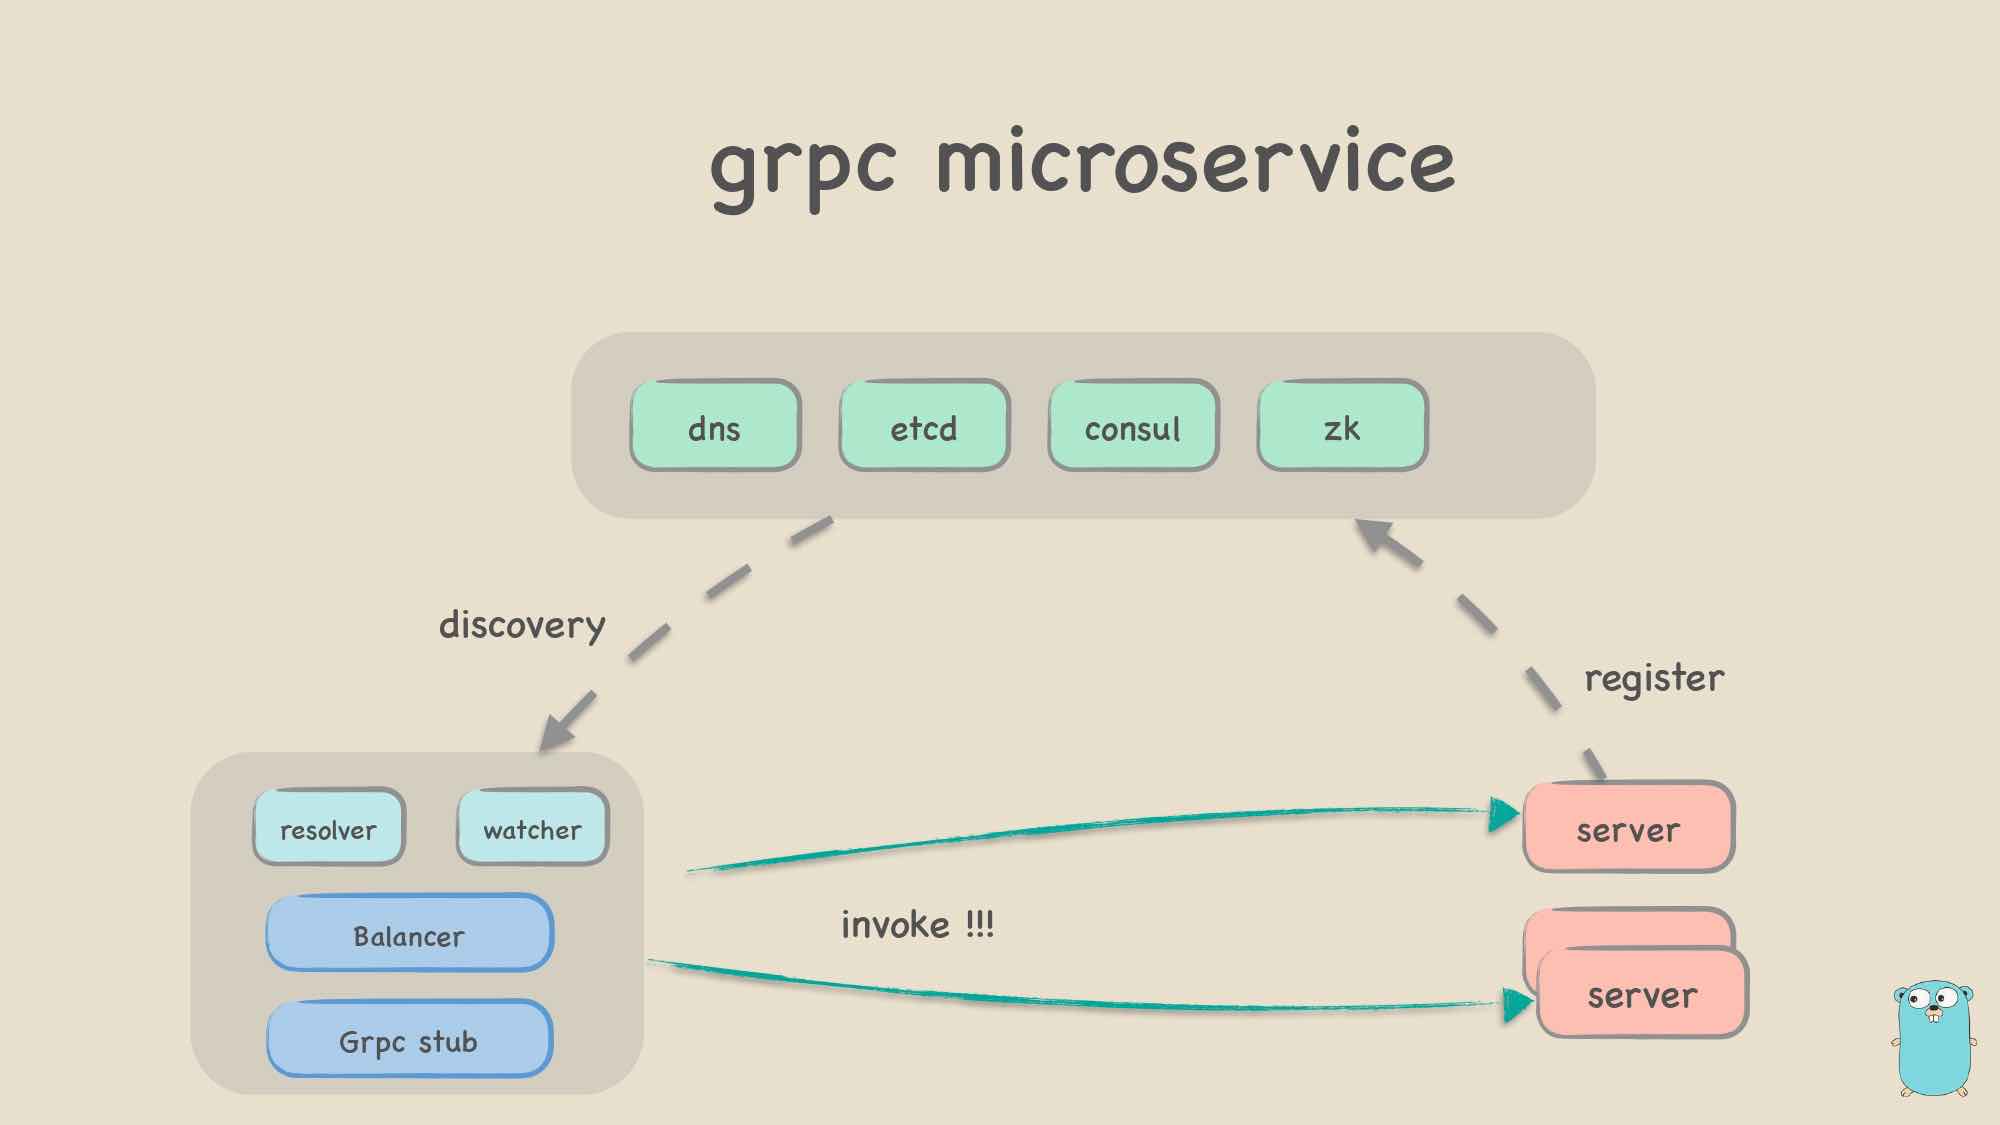 grpc microservice
dns
etcd
consul
zk
discovery
register
resolver
watcher
server
Balancer
invoke !!!
server
Grpc stub